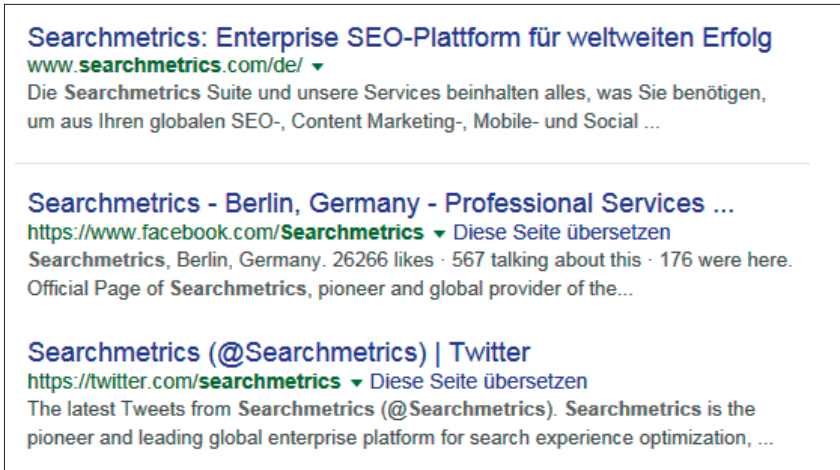 Searchmetrics: Enterprise SEO-Plattform für weltweiten Erfolg
www.searchmetrics.com/de/
Die Searchmetrics Suite und unsere Services beinhalten alles, was Sie benötigen,
um aus Ihren globalen SEO-, Content Marketing-, Mobile- und Social ...
Searchmetrics - Berlin, Germany - Professional Services ...
https://www.facebook.com/Searchmetrics Diese Seite übersetzen
Searchmetrics, Berlin, Germany. 26266 likes · 567 talking about this · 176 were here.
Official Page of Searchmetrics, pioneer and global provider of the...
Searchmetrics (@Searchmetrics) | Twitter
https://twitter.com/searchmetrics Diese Seite übersetzen
The latest Tweets from Searchmetrics (@Searchmetrics). Searchmetrics is the
pioneer and leading global enterprise platform for search experience optimization, ...